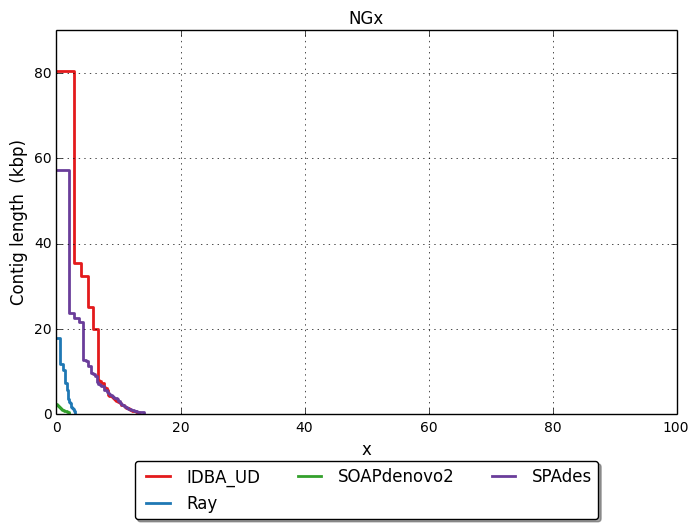 NGx
Contig length (kbp)
80
60
40
20
0
0 20 40 60 80 100
x
IDBA_UD SOAPdenovo2 SPAdes
Ray